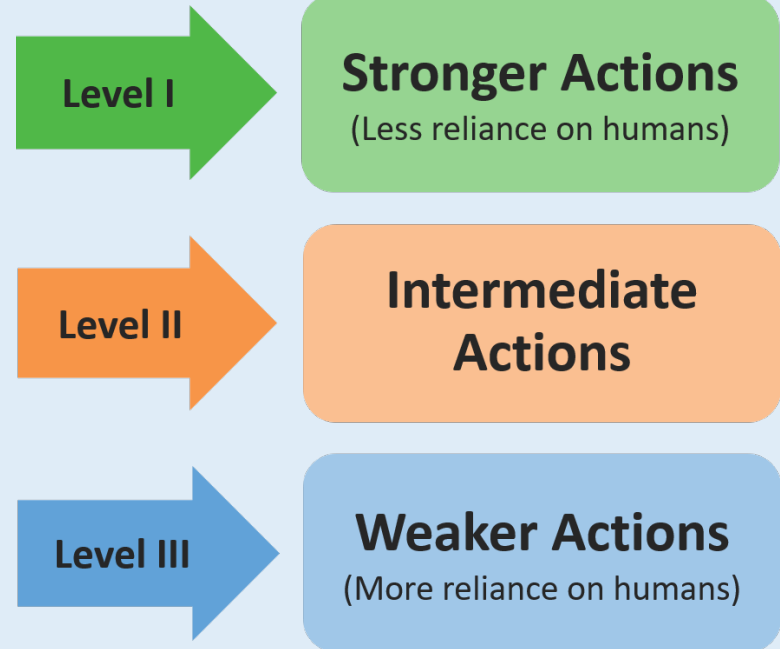 Level I
Stronger Actions
(Less reliance on humans)
Level II
Intermediate
Actions
Level III
Weaker Actions
(More reliance on humans)